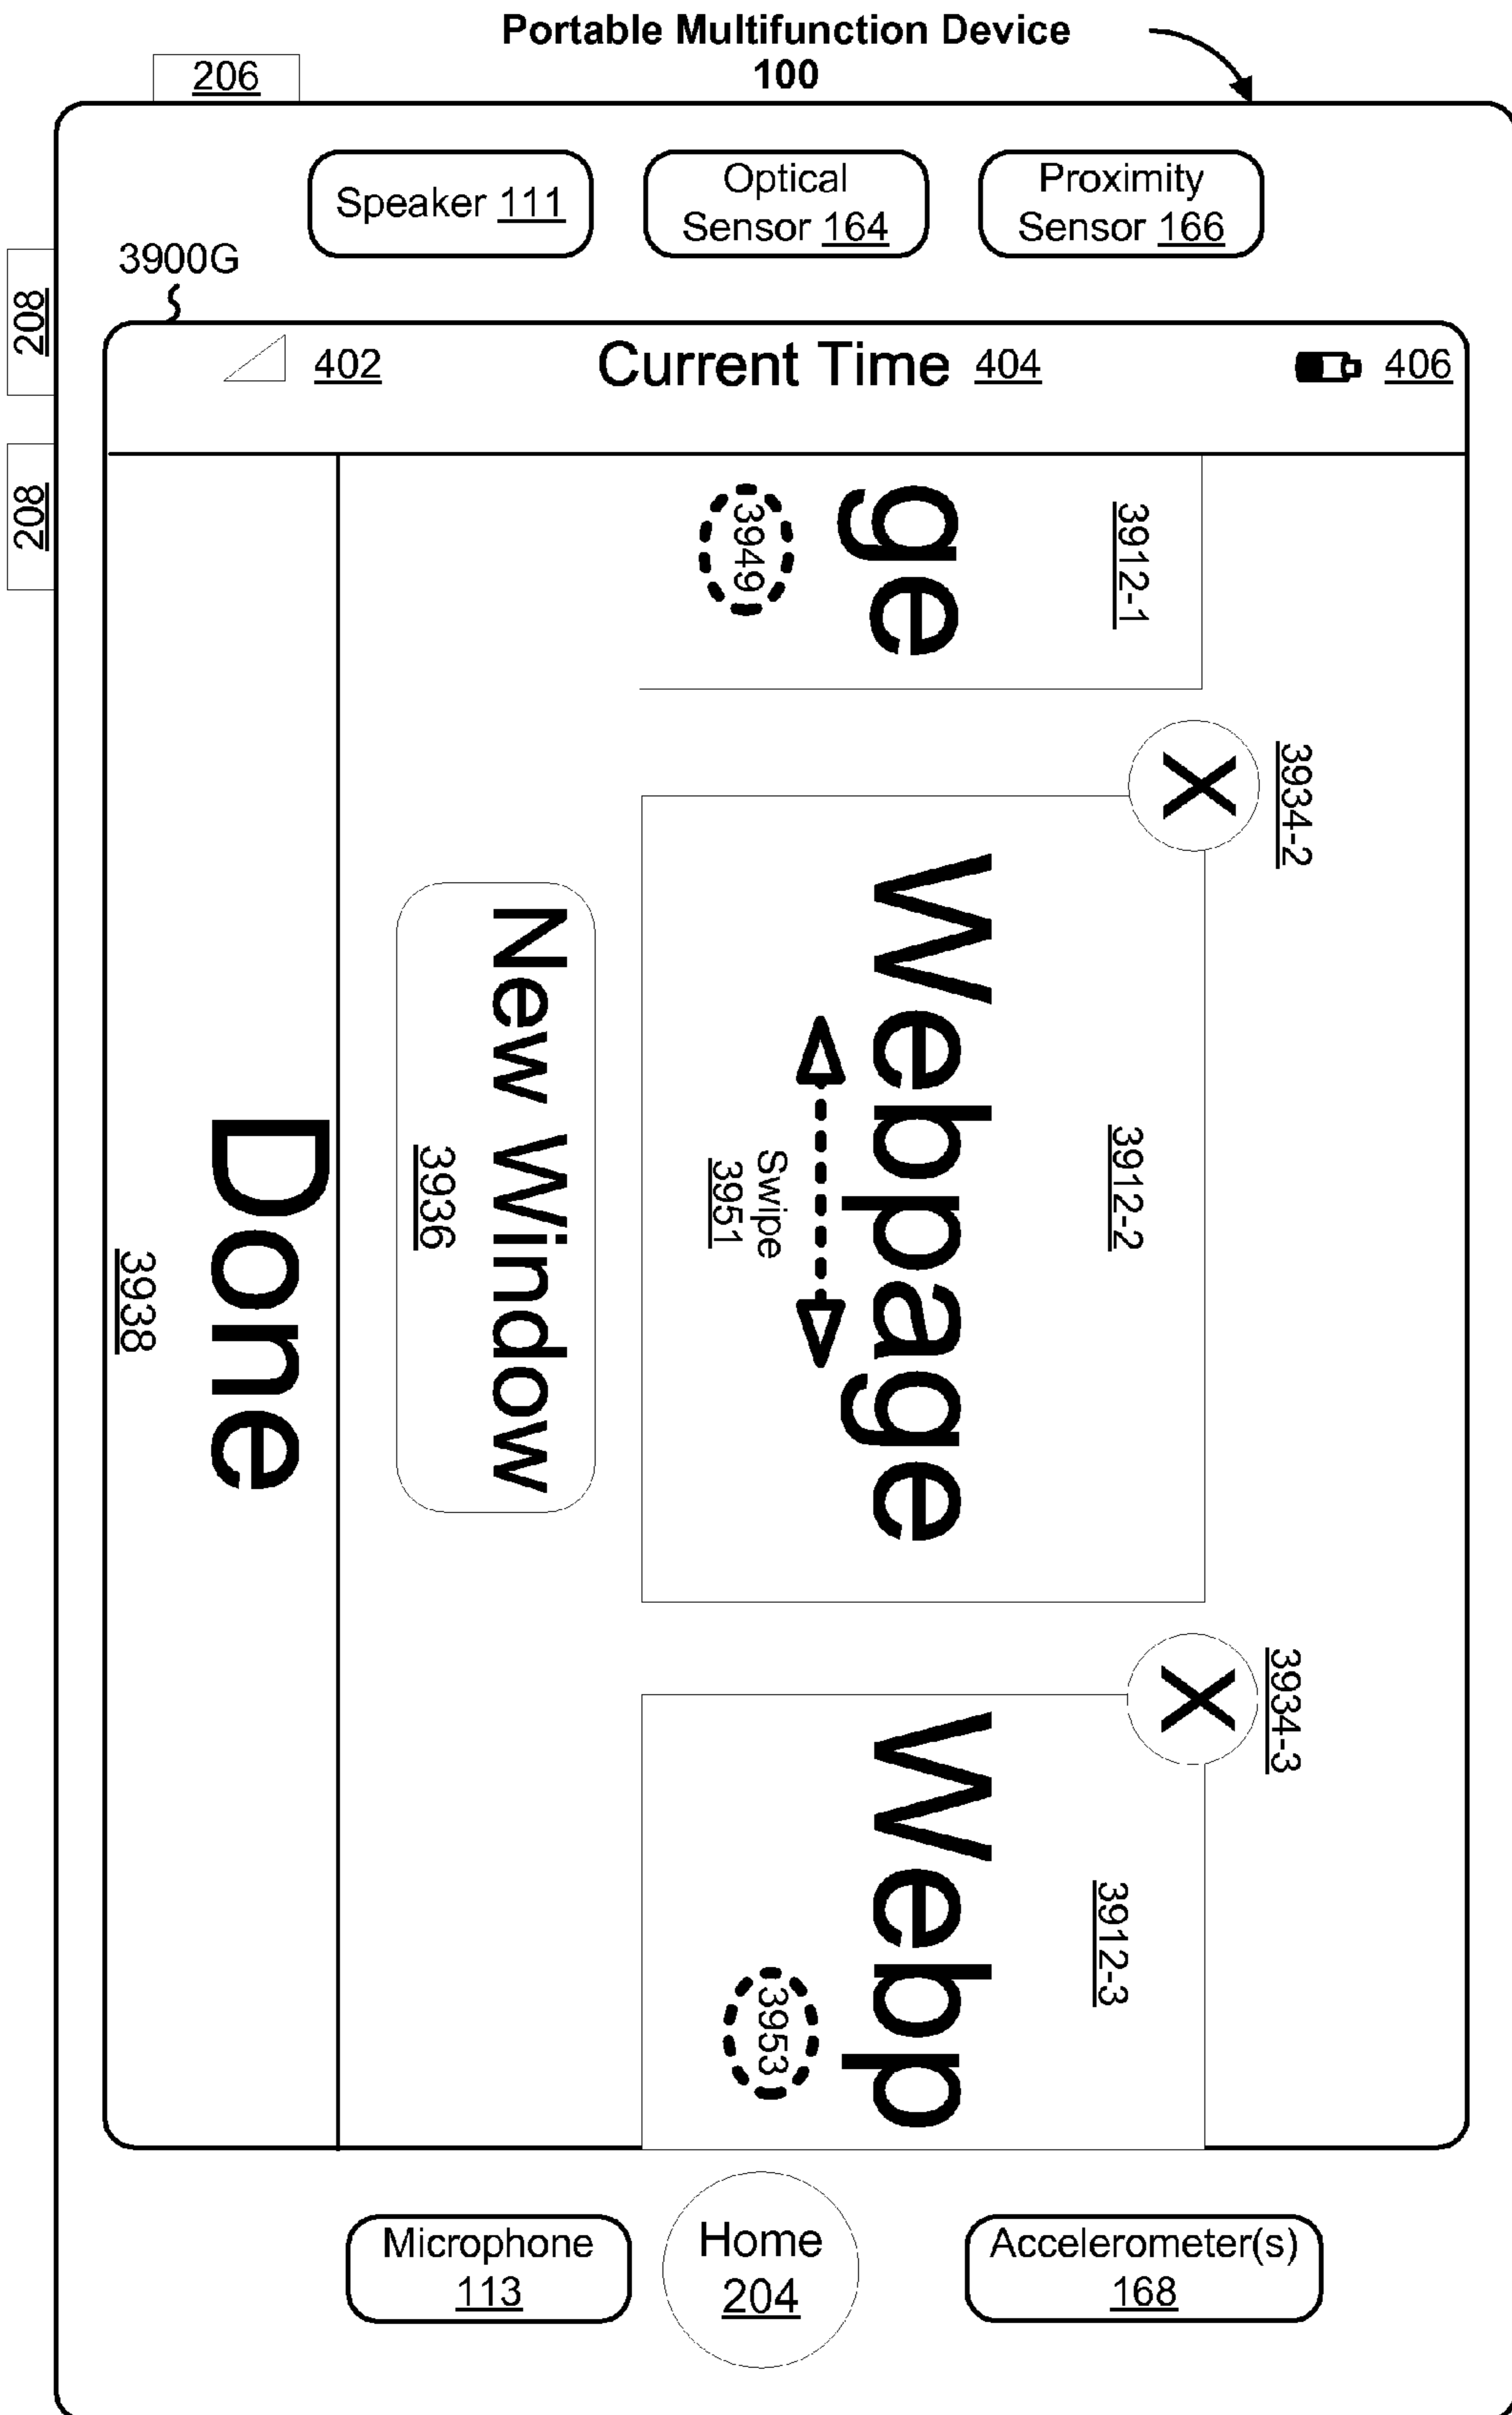 Portable Multifunction Device
100
206
Speaker 111
Optical
Sensor 164
Proximity
Sensor 166
3900G
208
208
402
Current Time 404
406
3912-1
ge
3949
3934-2
X
3912-2
Webpage
Swipe
3951
New Window
3936
Done
3938
3934-3
X
3912-3
Webp
3953
Microphone
113
Home
204
Accelerometer(s)
168